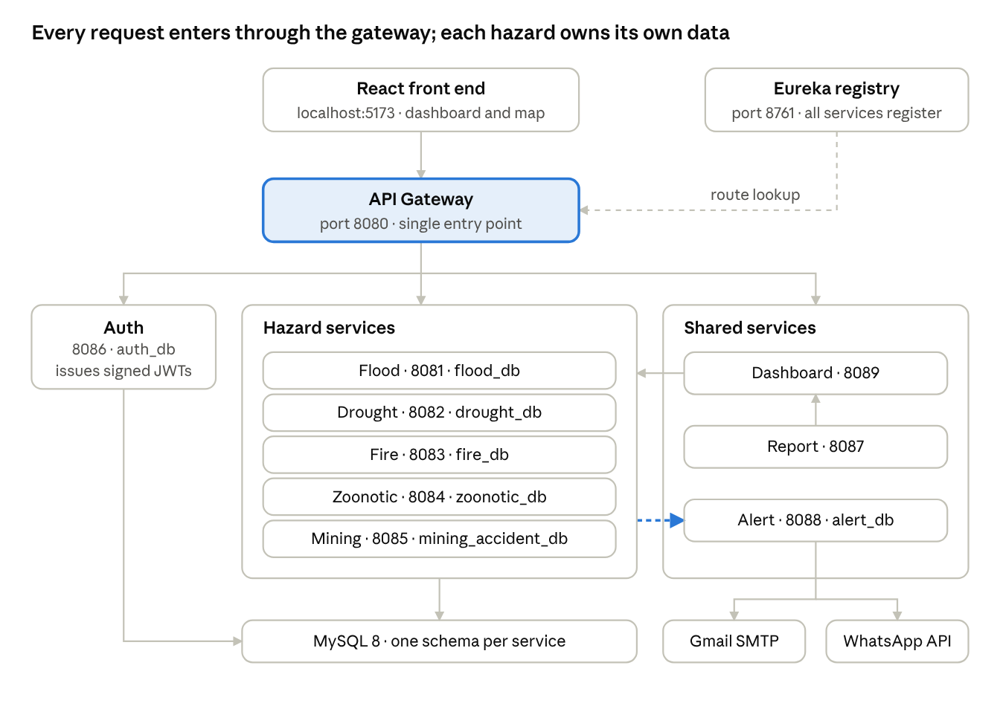 Every request enters through the gateway; each hazard owns its own data
React front end
localhost:5173 · dashboard and map
Eureka registry
port 8761 · all services register
route lookup
API Gateway
port 8080 · single entry point
Auth
8086 · auth_db
issues signed JWTs
Hazard services
Flood · 8081 · flood_db
Drought · 8082 · drought_db
Fire · 8083 · fire_db
Zoonotic · 8084 · zoonotic_db
Mining · 8085 · mining_accident_db
Shared services
Dashboard · 8089
Report · 8087
Alert · 8088 · alert_db
MySQL 8 · one schema per service
Gmail SMTP
WhatsApp API